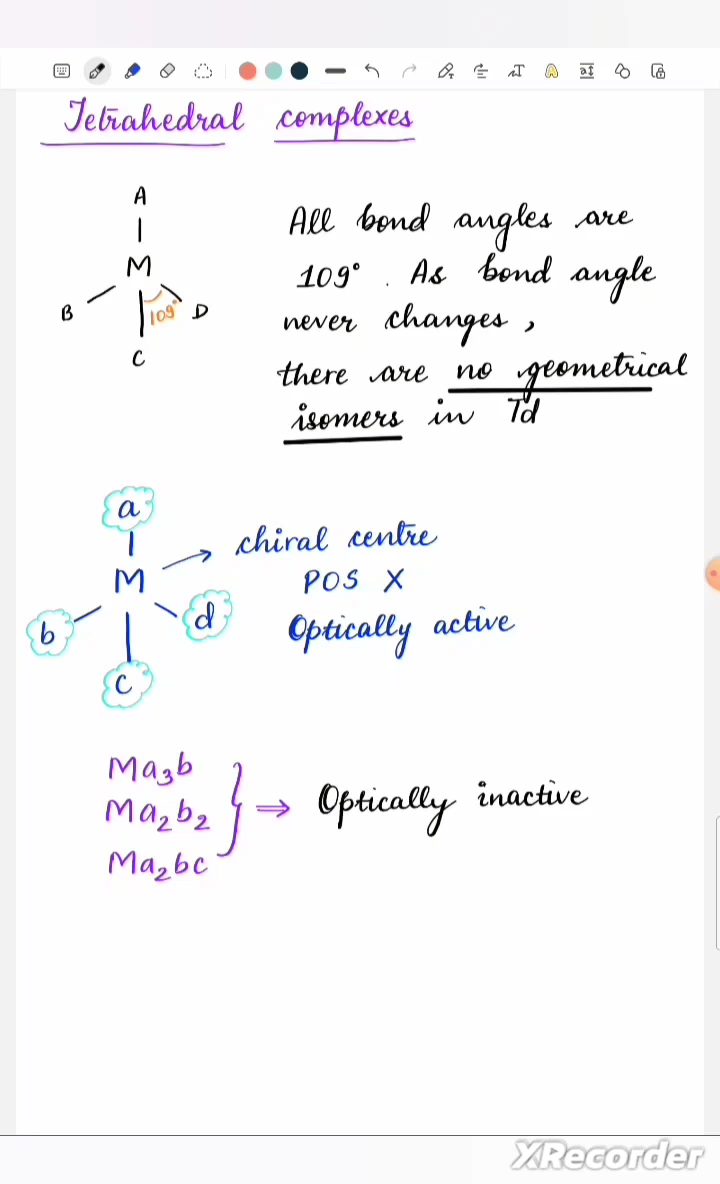 Tetrahedral complexes
A
M
109°
B
D
C
All bond angles are
109°. As bond angle
never changes,
there are no geometrical
isomers in Td
a
M
b
d
c
→ chiral centre
POS X
Optically active
Ma₃b
Ma₂b₂
Ma₂bc
} ⇒ Optically inactive
XRecorder